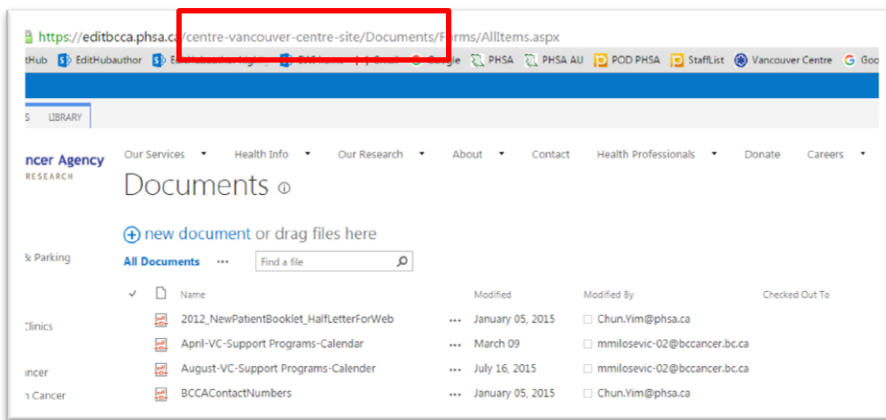 https://editbcca.phsa.ca/centre-vancouver-centre-site/Documents/Forms/AllItems.aspx
tHub EditHubauthor PHSA PHSA AU POD PHSA StaffList Vancouver Centre Goo
S LIBRARY
ncer Agency
RESEARCH
Our Services Health Info Our Research About Contact Health Professionals Donate Careers
Documents
new document or drag files here
& Parking
All Documents ... Find a file
Name Modified Modified By Checked Out To
2012_NewPatientBooklet_HalfLetterForWeb ... January 05, 2015 Chun.Yim@phsa.ca
Clinics
April-VC-Support Programs-Calendar ... March 09 mmilosevic-02@bccancer.bc.ca
August-VC-Support Programs-Calender ... July 16, 2015 mmilosevic-02@bccancer.bc.ca
ancer
BCCAContactNumbers ... January 05, 2015 Chun.Yim@phsa.ca
n Cancer